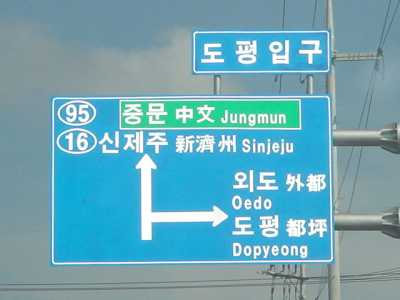 도평입구
95 중문 中文 Jungmun
16 신제주 新濟州 Sinjeju
외도 外都
Oedo
도평 都坪
Dopyeong